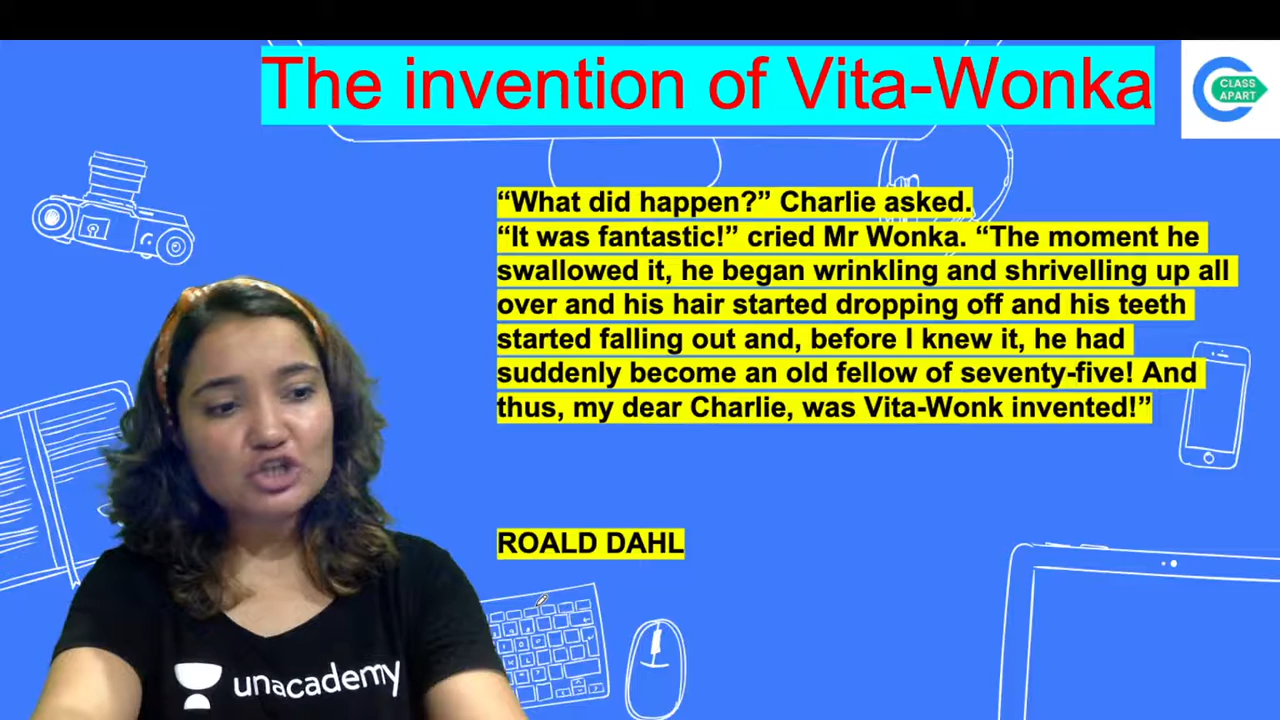 The invention of Vita-Wonka
CLASS
APART
“What did happen?” Charlie asked.
“It was fantastic!” cried Mr Wonka. “The moment he
swallowed it, he began wrinkling and shrivelling up all
over and his hair started dropping off and his teeth
started falling out and, before I knew it, he had
suddenly become an old fellow of seventy-five! And
thus, my dear Charlie, was Vita-Wonk invented!”
ROALD DAHL
unacademy